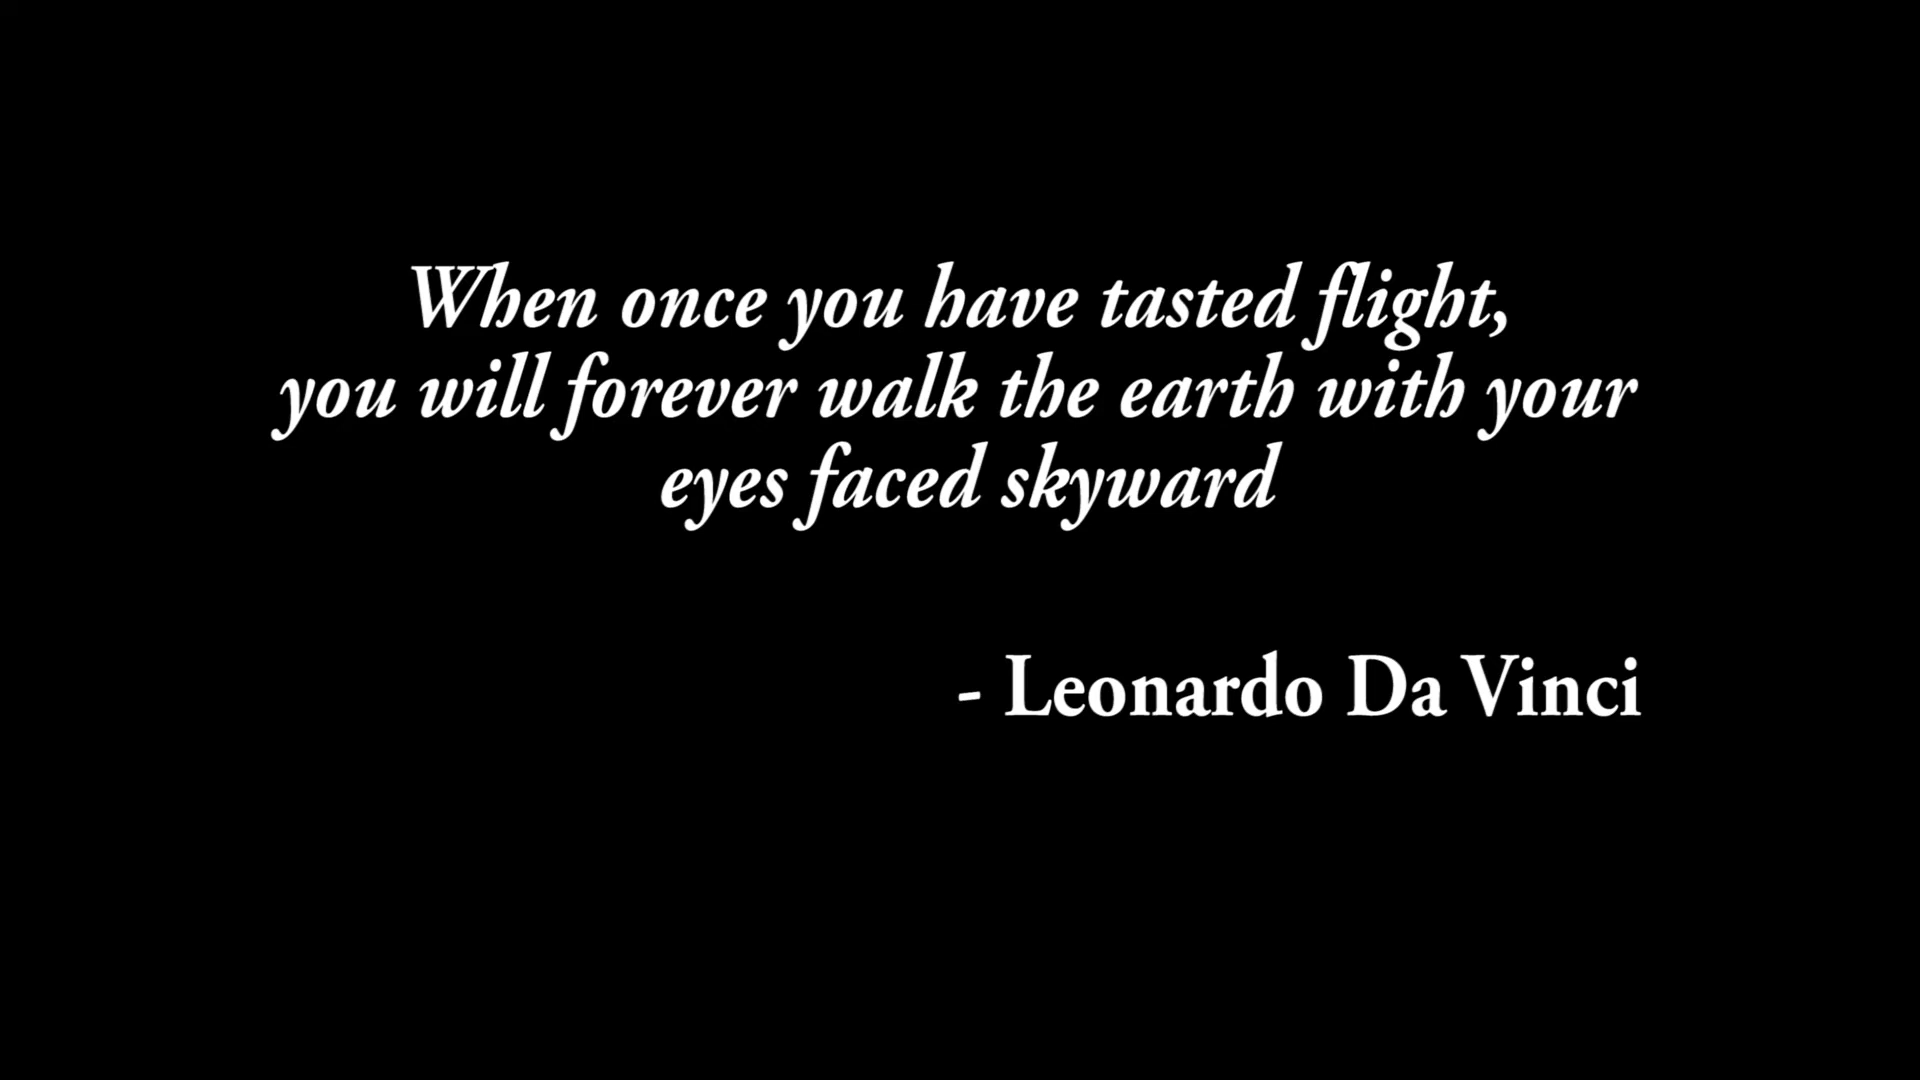 When once you have tasted flight,
you will forever walk the earth with your
eyes faced skyward
- Leonardo Da Vinci